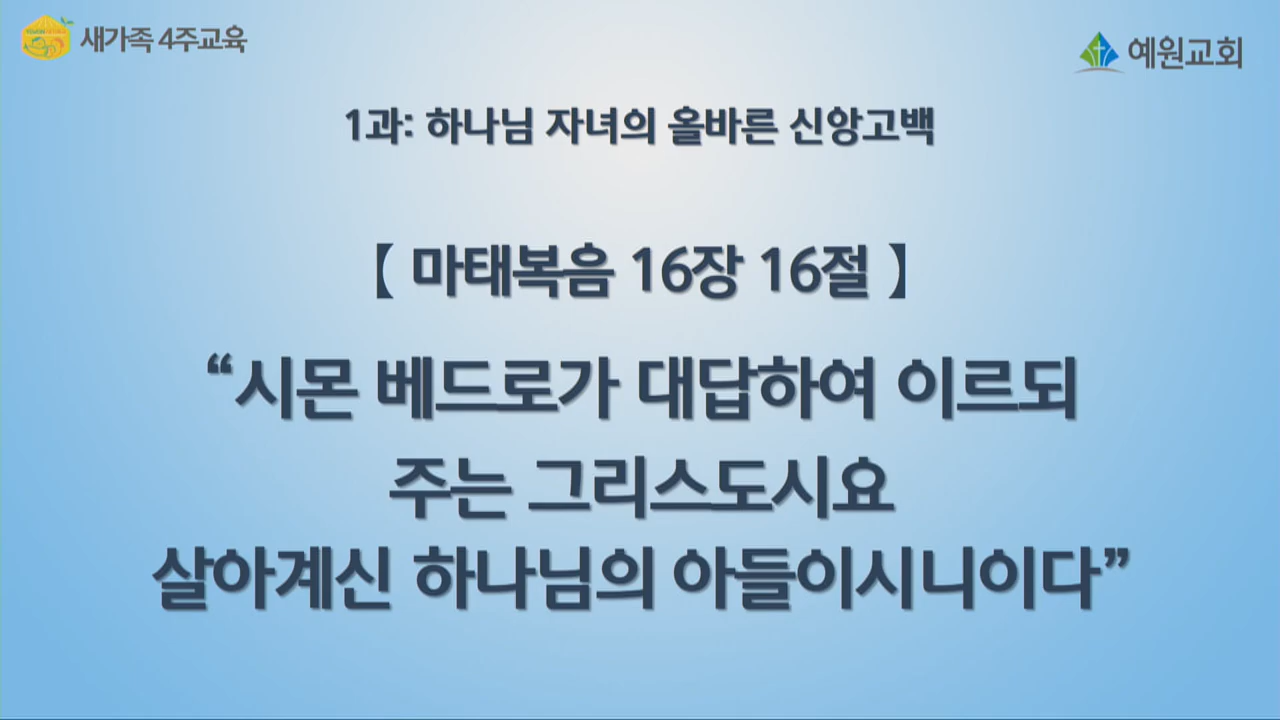 새가족 4주교육
예원교회
1과: 하나님 자녀의 올바른 신앙고백
【 마태복음 16장 16절 】
“시몬 베드로가 대답하여 이르되
주는 그리스도시요
살아계신 하나님의 아들이시니이다”